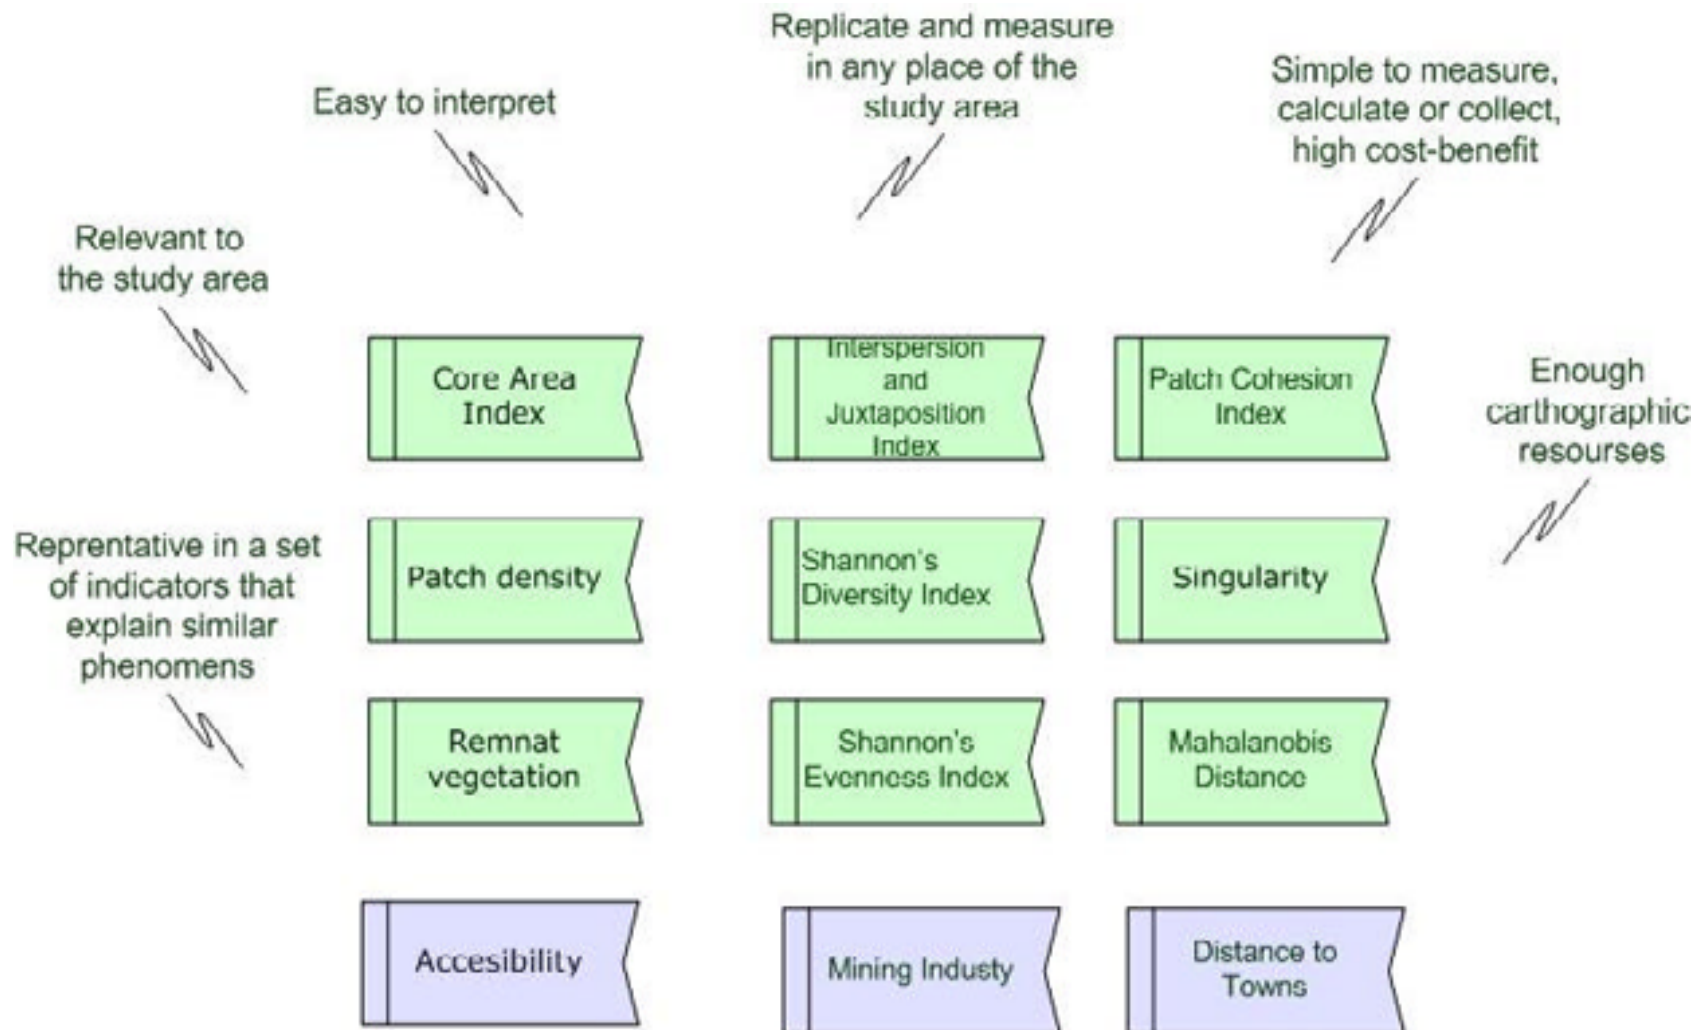 Replicate and measure
in any place of the
study area
Easy to interpret
Simple to measure,
calculate or collect,
high cost-benefit
Relevant to
the study area
Core Area
Index
Interspersion
and
Juxtaposition
Index
Patch Cohesion
Index
Enough
carthographic
resourses
Reprentative in a set
of indicators that
explain similar
phenomens
Patch density
Shannon's
Diversity Index
Singularity
Remnat
vegetation
Shannon's
Evenness Index
Mahalanobis
Distance
Accesibility
Mining Industy
Distance to
Towns